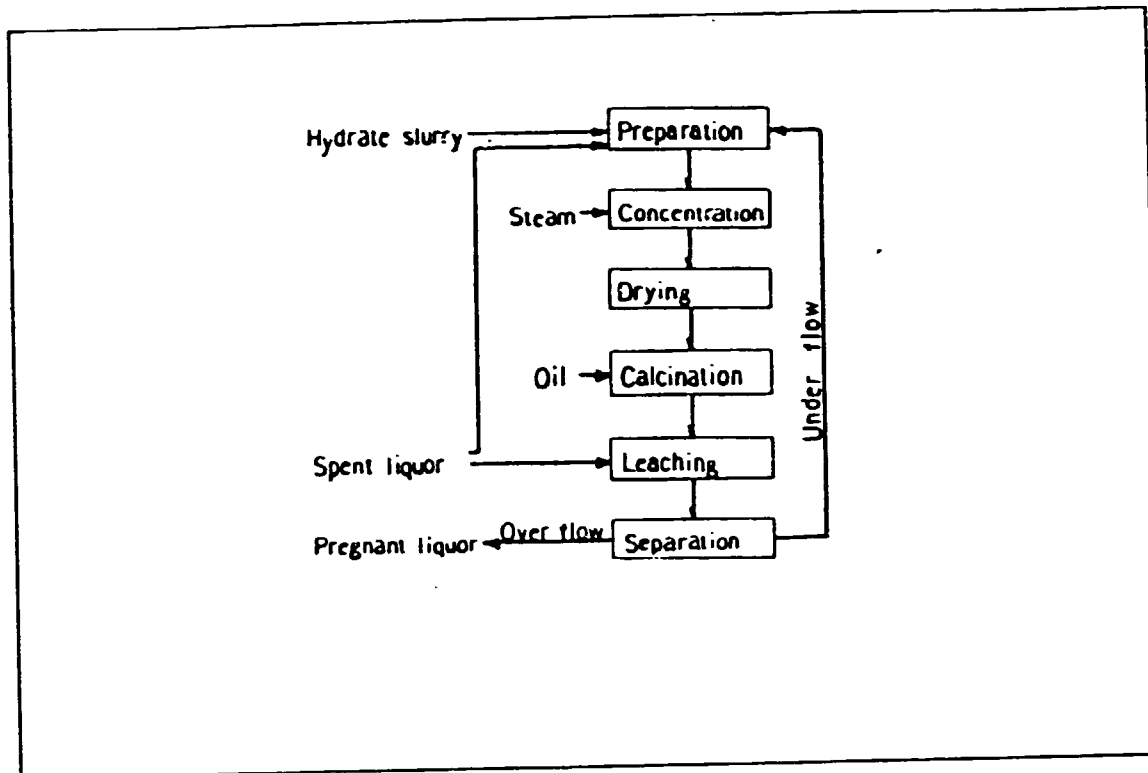 Hydrate slurry
Preparation
Steam
Concentration
Drying
Oil
Calcination
Under flow
Spent liquor
Leaching
Pregnant liquor
Over flow
Separation